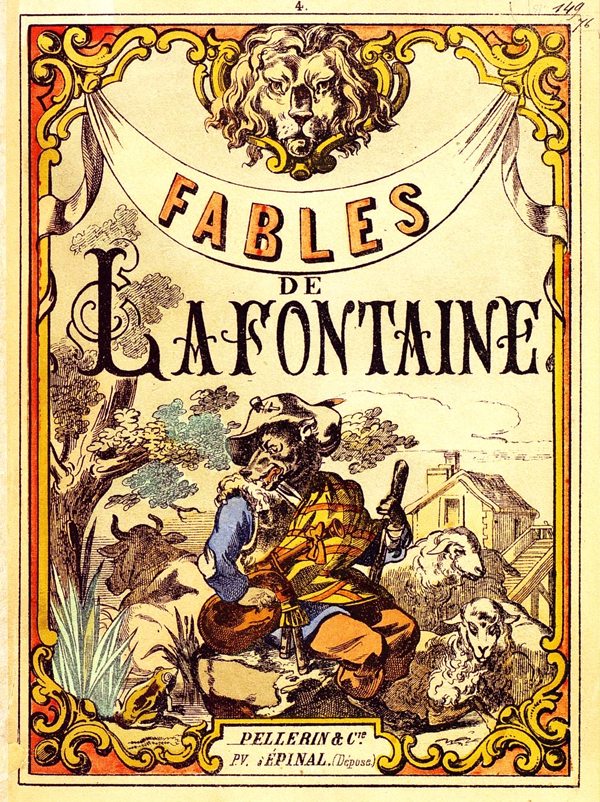 4.
149
76
FABLES
DE
LAFONTAINE
PELLERIN & Cie
PV. d'ÉPINAL. (Déposé)